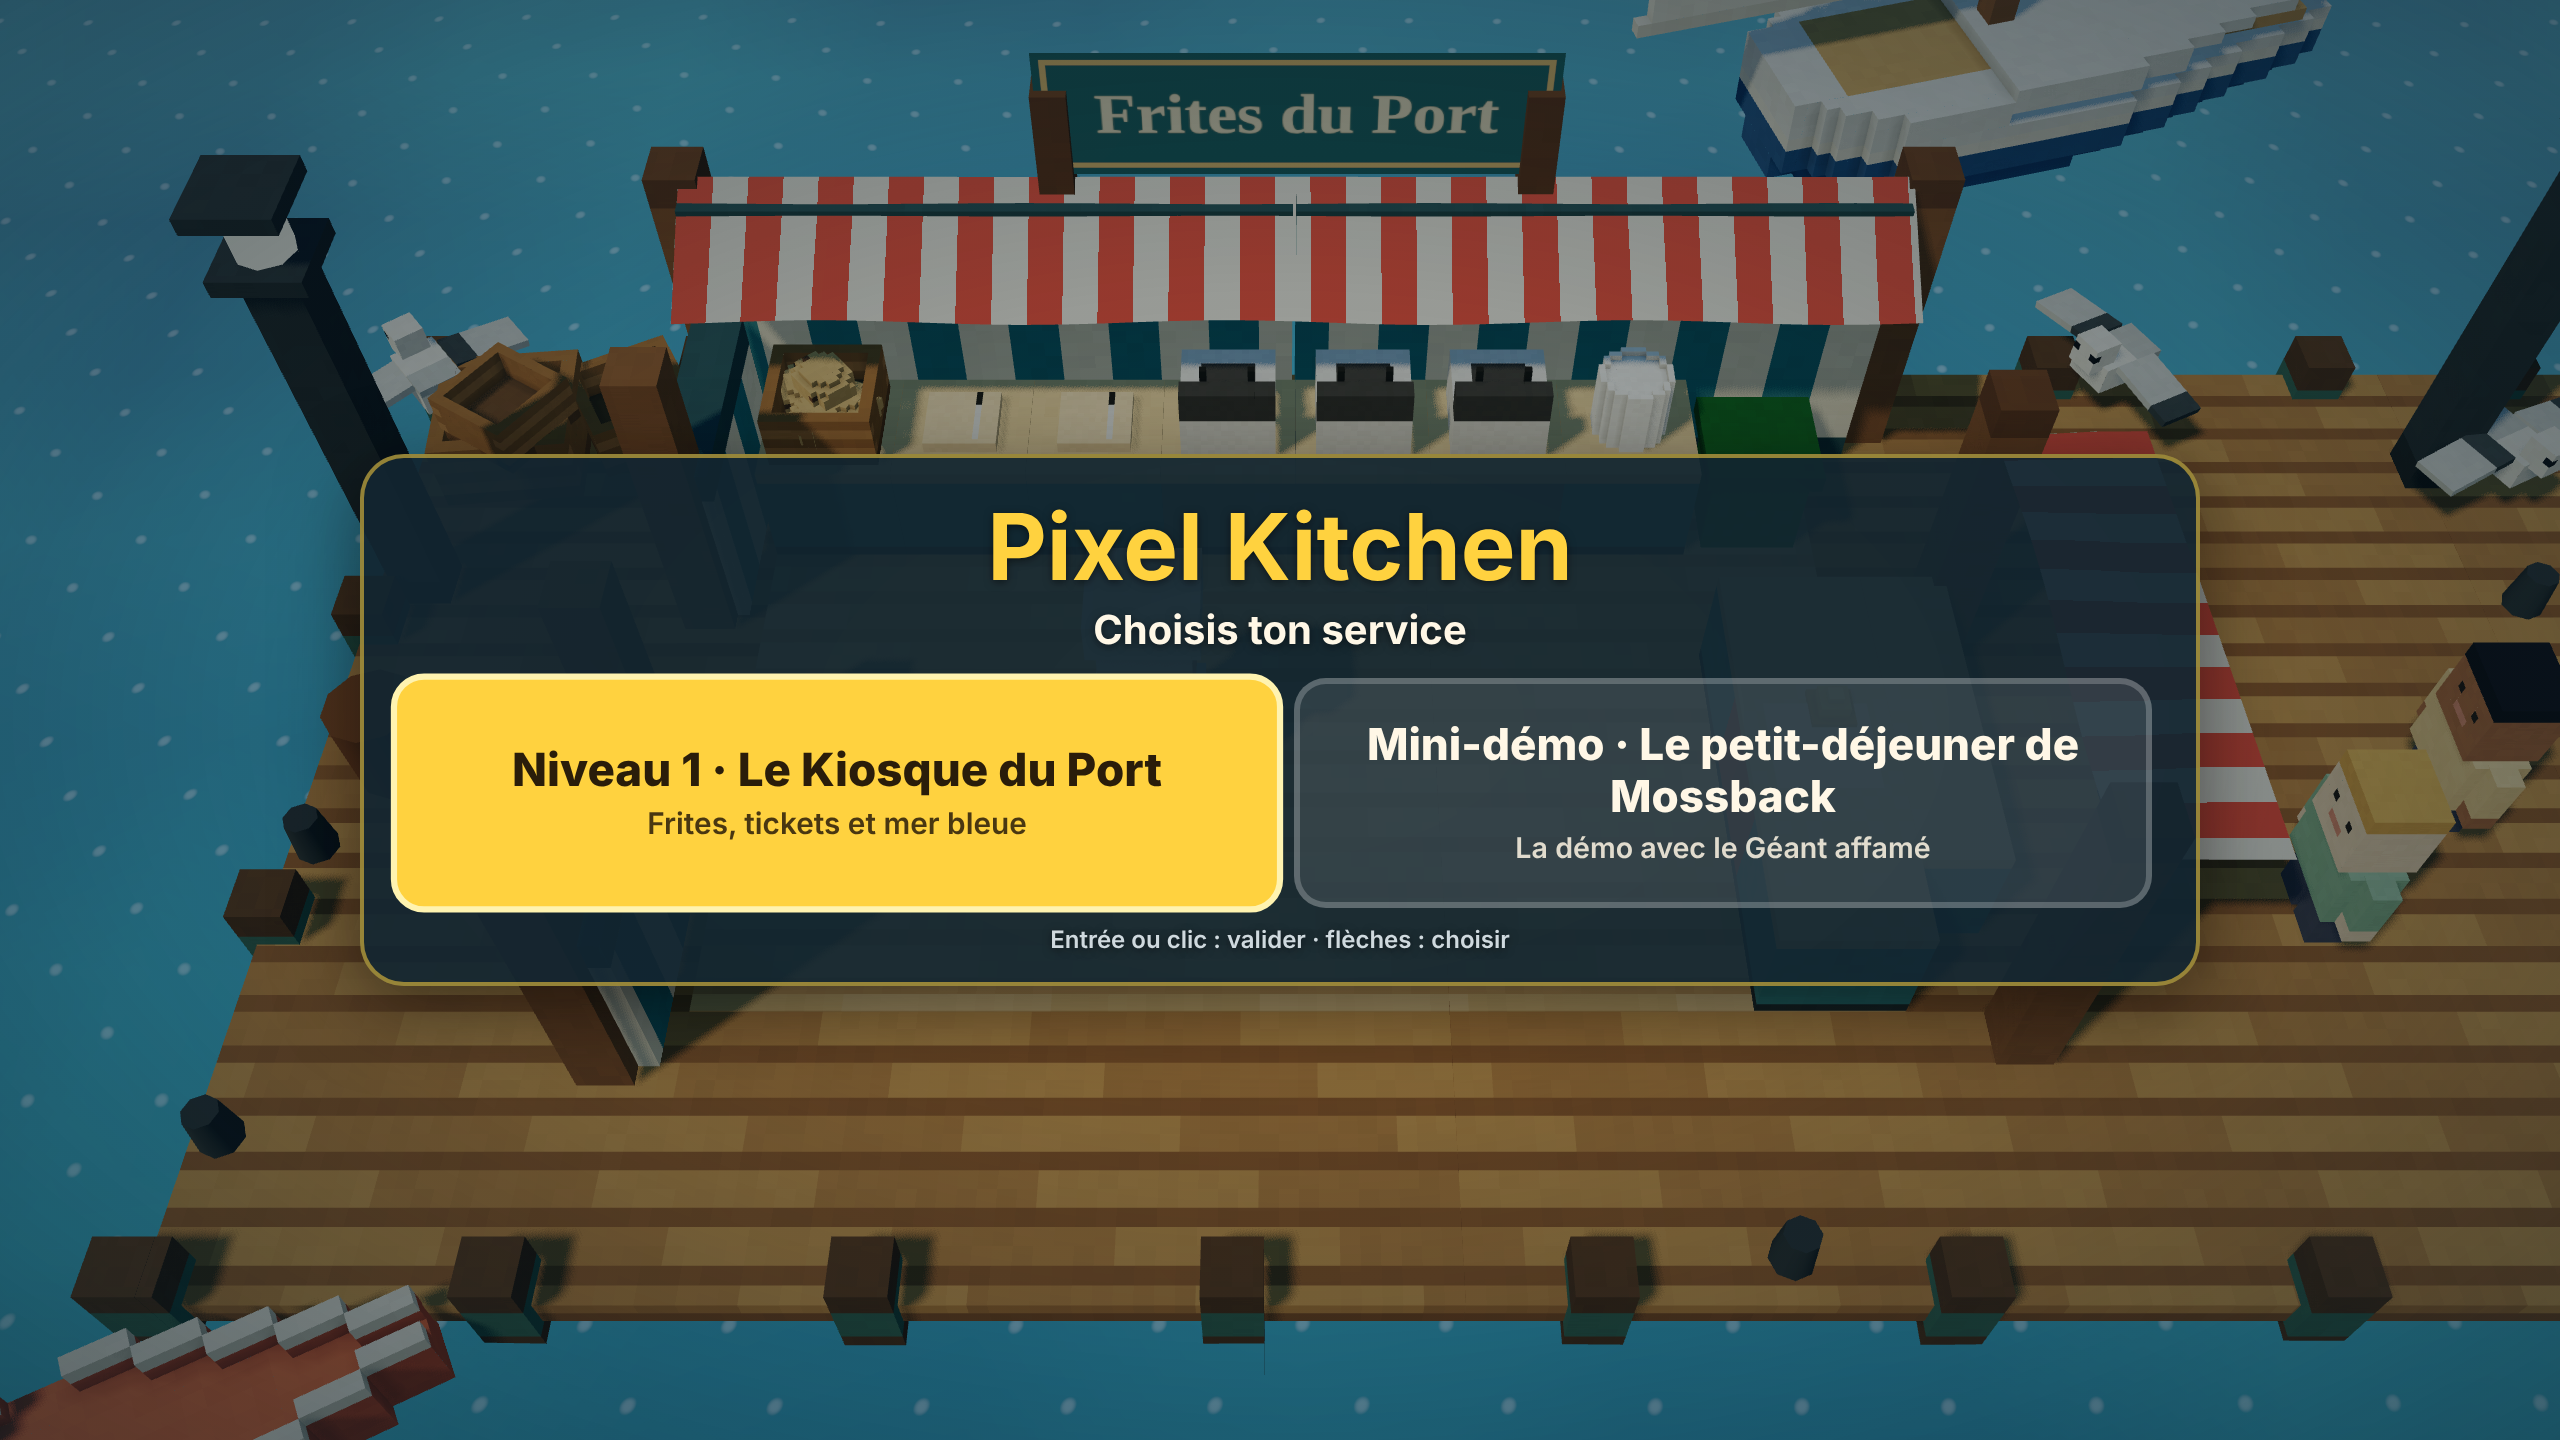 Frites du Port
Pixel Kitchen
Choisis ton service
Niveau 1 · Le Kiosque du Port
Frites, tickets et mer bleue
Mini-démo · Le petit-déjeuner de
Mossback
La démo avec le Géant affamé
Entrée ou clic : valider · flèches : choisir